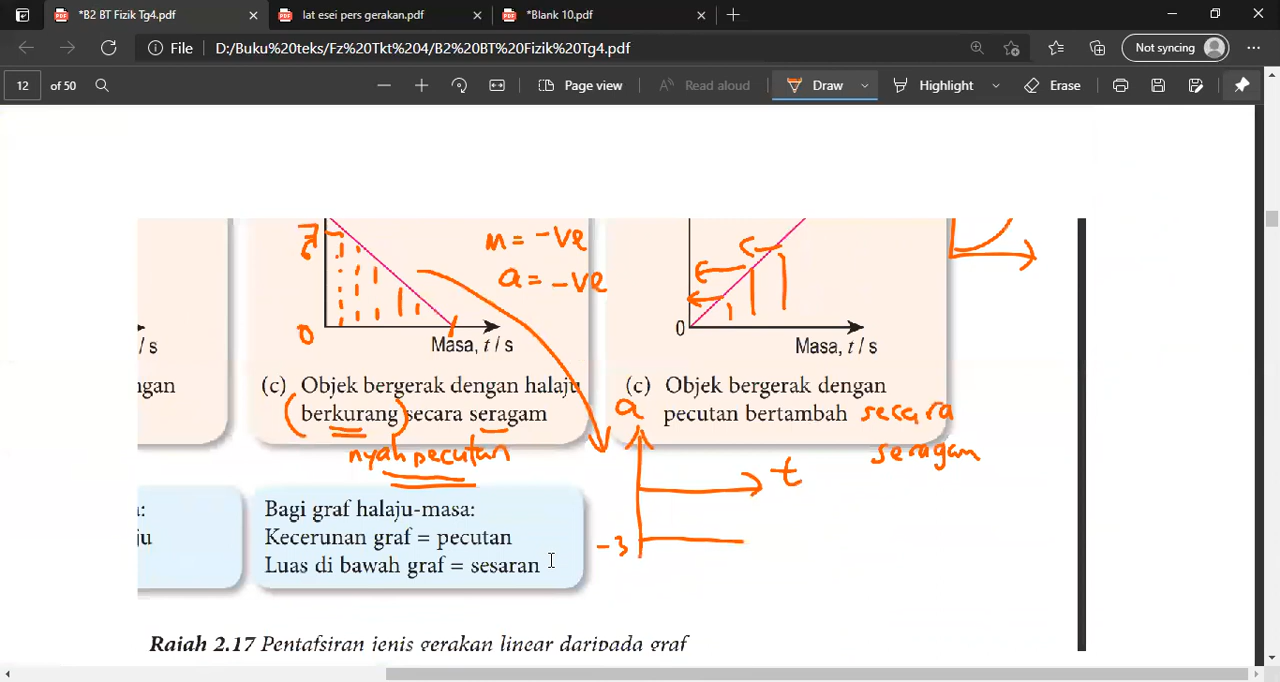 *B2 BT Fizik Tg4.pdf
lat esei pers gerakan.pdf
*Blank 10.pdf
File
D:/Buku%20teks/Fz%20Tkt%204/B2%20BT%20Fizik%20Tg4.pdf
Not syncing
12 of 50
Page view
Read aloud
Draw
Highlight
Erase
m = -ve
a = -ve
0
Masa, t / s
/ s
0
Masa, t / s
ngan
(c) Objek bergerak dengan halaju
berkurang secara seragam
nyahpecutan
(c) Objek bergerak dengan
pecutan bertambah secara
seragam
a
t
-3
:
ju
Bagi graf halaju-masa:
Kecerunan graf = pecutan
Luas di bawah graf = sesaran
Rajah 2.17 Pentafsiran jenis gerakan linear daripada graf